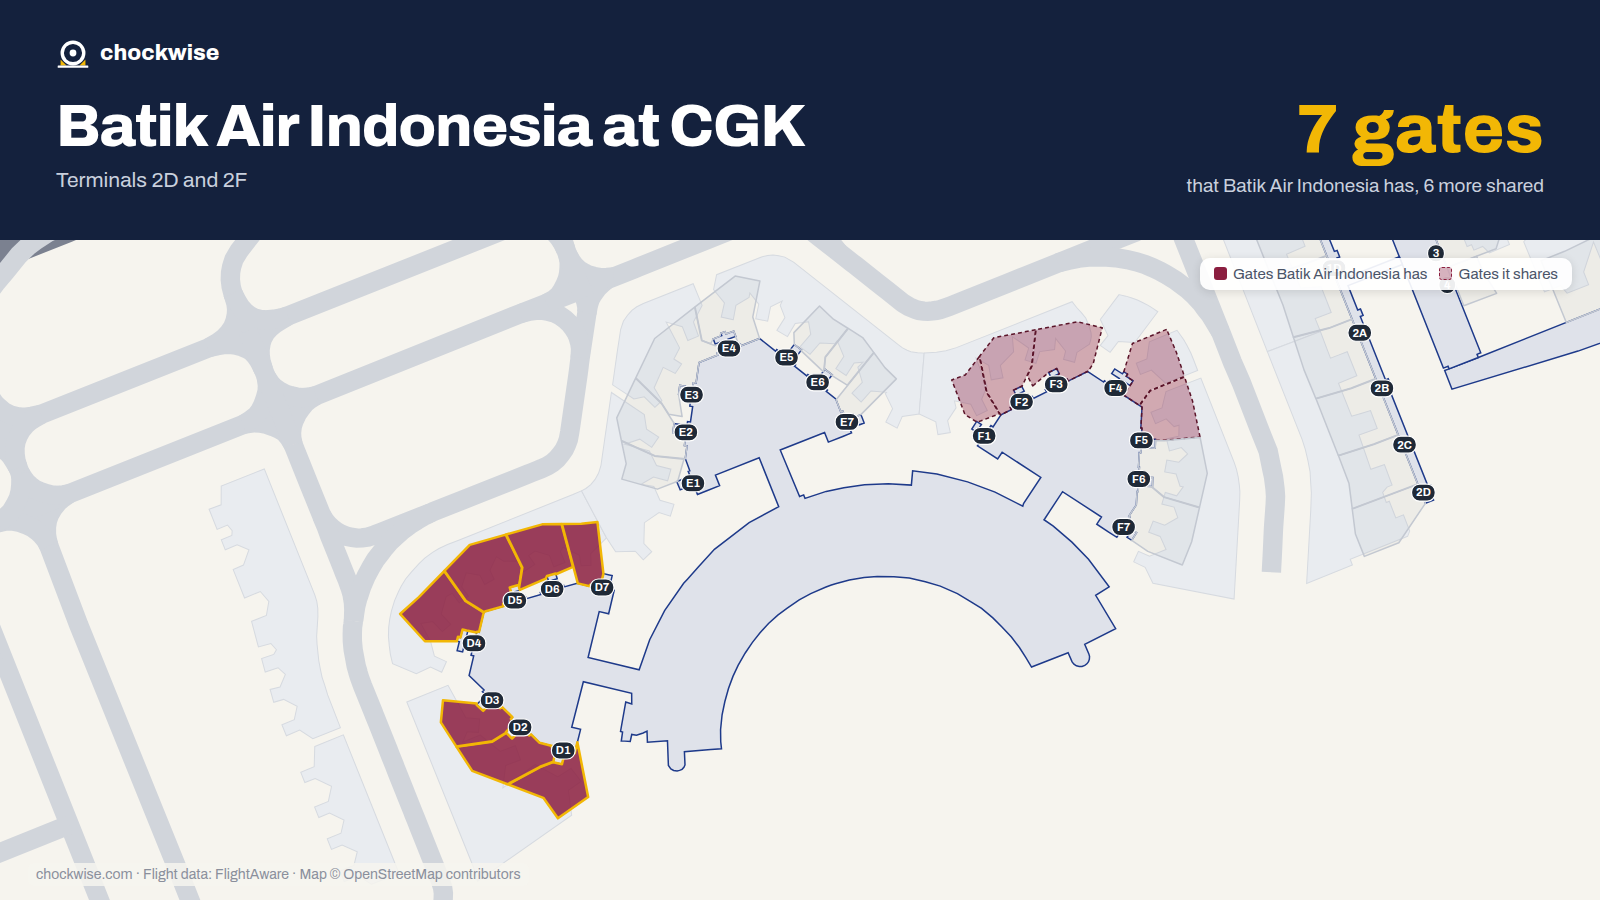 chockwise
Batik Air Indonesia at CGK
Terminals 2D and 2F
7 gates
that Batik Air Indonesia has, 6 more shared
Gates Batik Air Indonesia has
Gates it shares
3
2A
2B
2C
2D
E4
E5
E6
E3
E2
E7
E1
F3
F4
F2
F1
F5
F6
F7
D7
D6
D5
D4
D3
D2
D1
chockwise.com · Flight data: FlightAware · Map © OpenStreetMap contributors